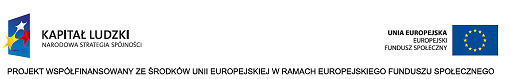 KAPITAŁ LUDZKI
NARODOWA STRATEGIA SPÓJNOŚCI
UNIA EUROPEJSKA
EUROPEJSKI
FUNDUSZ SPOŁECZNY
PROJEKT WSPÓŁFINANSOWANY ZE ŚRODKÓW UNII EUROPEJSKIEJ W RAMACH EUROPEJSKIEGO FUNDUSZU SPOŁECZNEGO